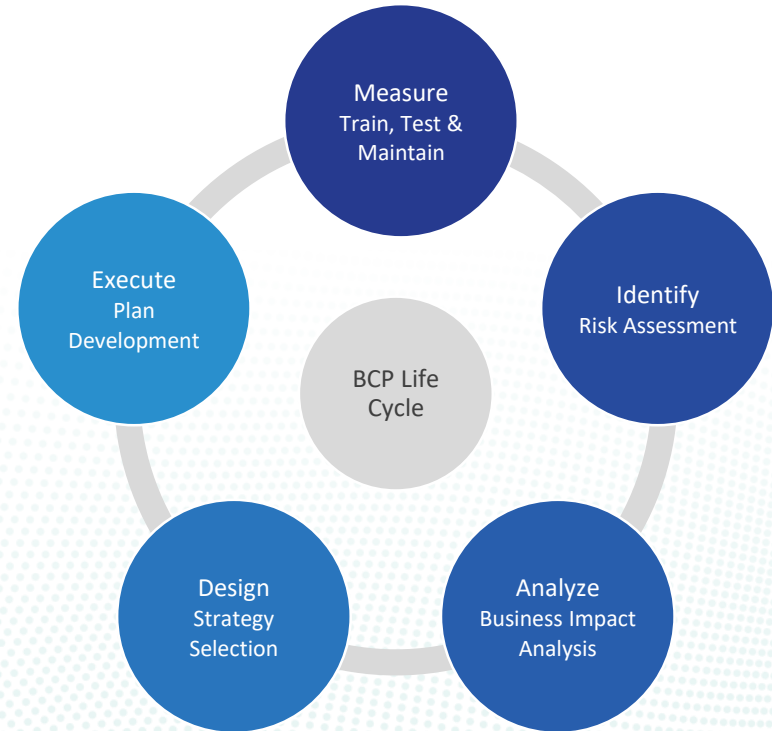 Measure
Train, Test &
Maintain
Execute
Plan
Development
Identify
Risk Assessment
BCP Life
Cycle
Design
Strategy
Selection
Analyze
Business Impact
Analysis